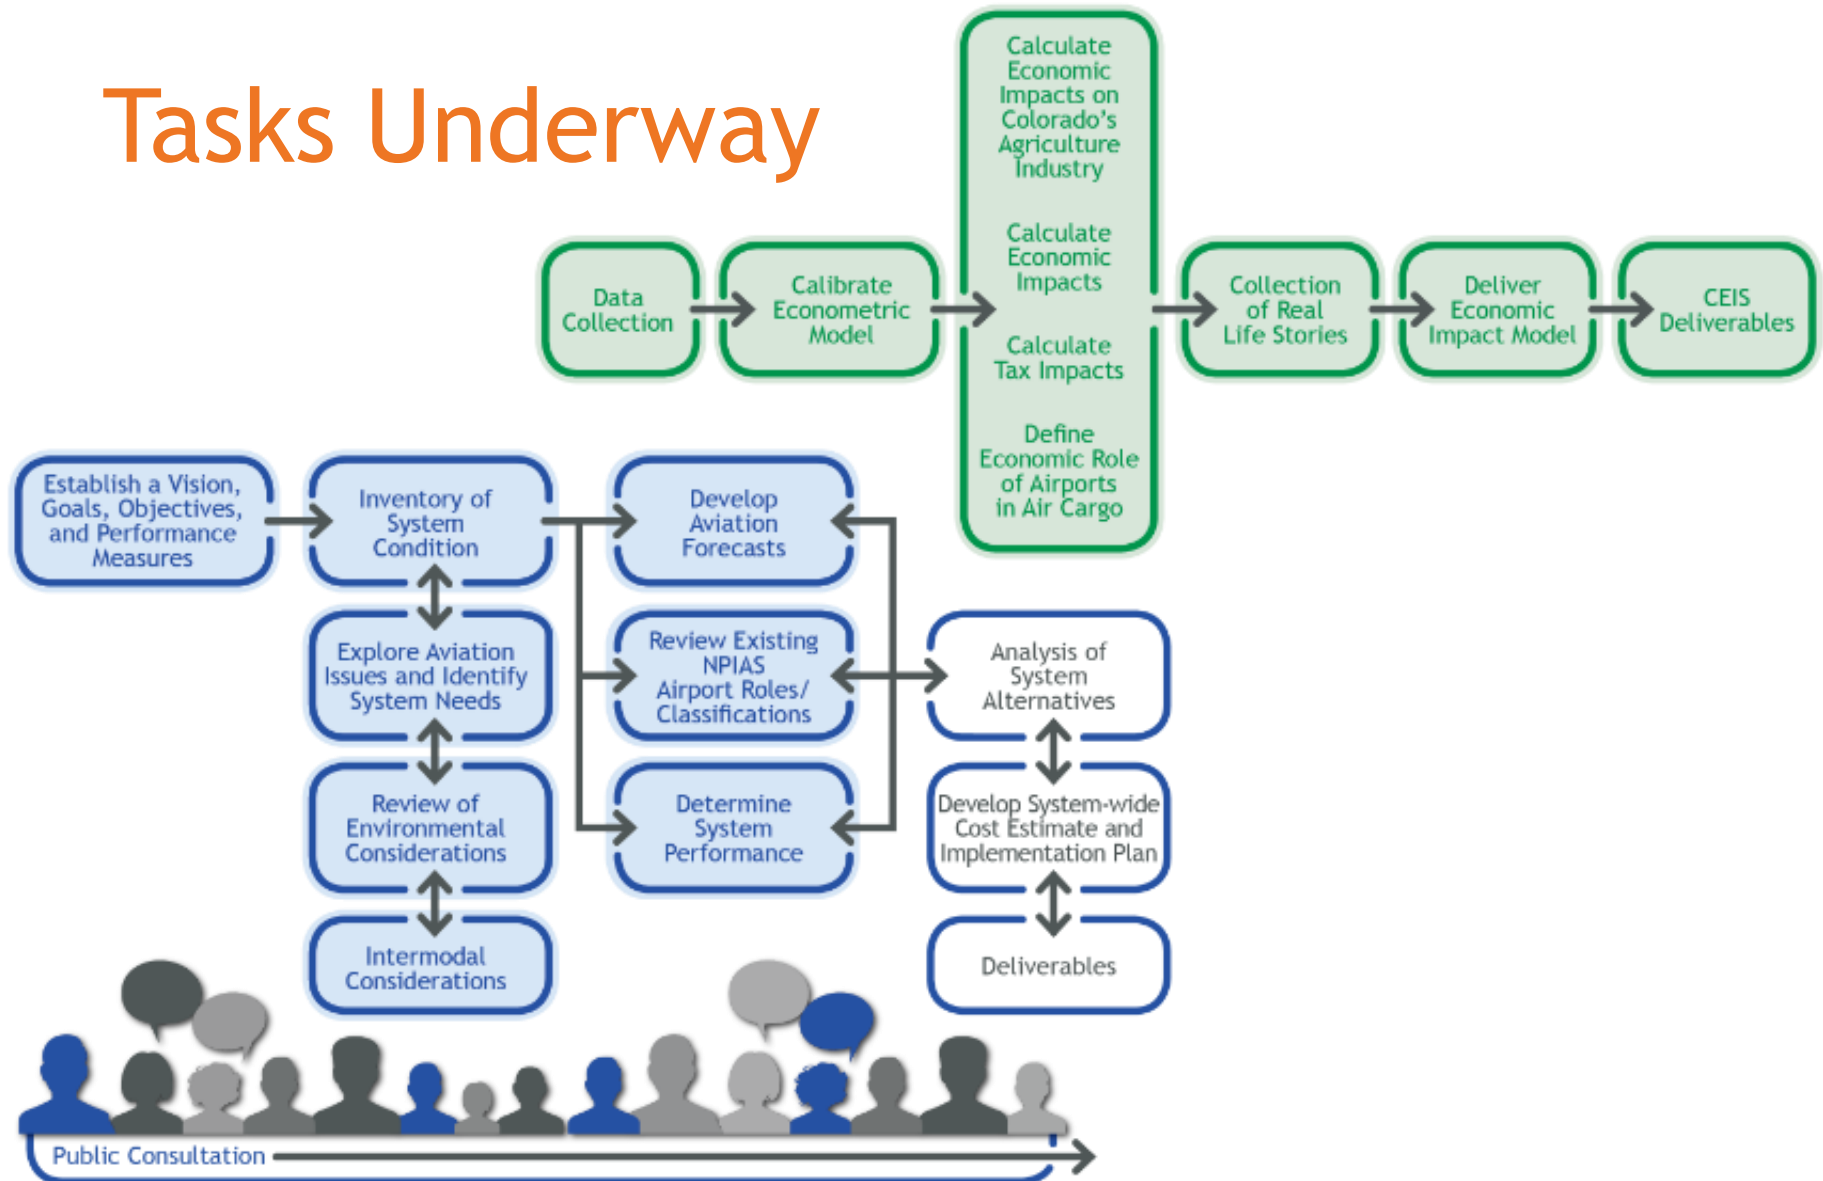 Tasks Underway
Calculate
Economic
Impacts on
Colorado's
Agriculture
Industry
Calculate
Economic
Impacts
Calculate
Tax Impacts
Define
Economic Role
of Airports
in Air Cargo
Data
Collection
Calibrate
Econometric
Model
Collection
of Real
Life Stories
Deliver
Economic
Impact Model
CEIS
Deliverables
Establish a Vision,
Goals, Objectives,
and Performance
Measures
Inventory of
System
Condition
Develop
Aviation
Forecasts
Explore Aviation
Issues and Identify
System Needs
Review Existing
NPIAS
Airport Roles/
Classifications
Analysis of
System
Alternatives
Review of
Environmental
Considerations
Determine
System
Performance
Develop System-wide
Cost Estimate and
Implementation Plan
Intermodal
Considerations
Deliverables
Public Consultation